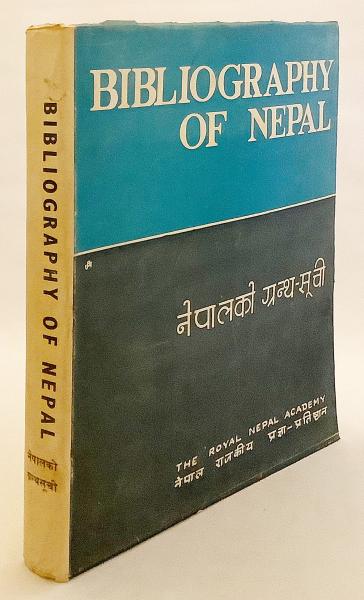 BIBLIOGRAPHY
OF NEPAL
नेपालको ग्रन्थ-सूची
THE ROYAL NEPAL ACADEMY
नेपाल राजकीय प्रज्ञा-प्रतिष्ठान
BIBLIOGRAPHY OF NEPAL
नेपालको
ग्रन्थसूची